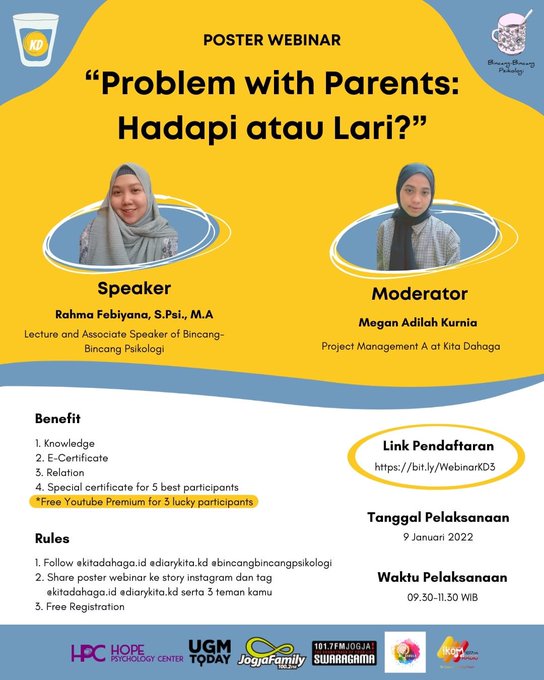 KD
Bincang-Bincang
Psikologi
POSTER WEBINAR
“Problem with Parents:
Hadapi atau Lari?”
Speaker
Rahma Febiyana, S.Psi., M.A
Lecture and Associate Speaker of Bincang-
Bincang Psikologi
Moderator
Megan Adilah Kurnia
Project Management A at Kita Dahaga
Benefit
1. Knowledge
2. E-Certificate
3. Relation
4. Special certificate for 5 best participants
*Free Youtube Premium for 3 lucky participants
Rules
1. Follow @kitadahaga.id @diarykita.kd @bincangbincangpsikologi
2. Share poster webinar ke story instagram dan tag
@kitadahaga.id @diarykita.kd serta 3 teman kamu
3. Free Registration
Link Pendaftaran
https://bit.ly/WebinarKD3
Tanggal Pelaksanaan
9 Januari 2022
Waktu Pelaksanaan
09.30-11.30 WIB
HPC HOPE
PSYCHOLOGY CENTER
UGM
TODAY
JogjaFamily
100.2FM
101.7FMJOGJA
SWARAGAMA
ikom